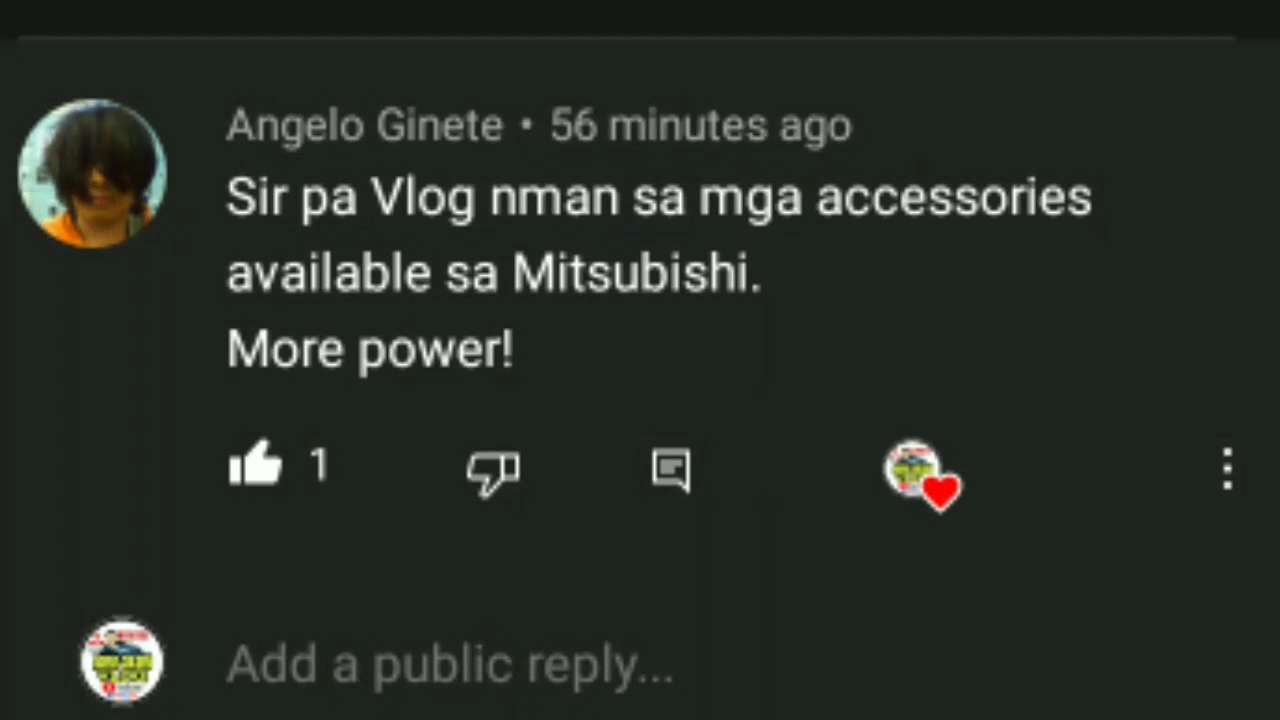 Angelo Ginete • 56 minutes ago
Sir pa Vlog nman sa mga accessories
available sa Mitsubishi.
More power!
1
Add a public reply...